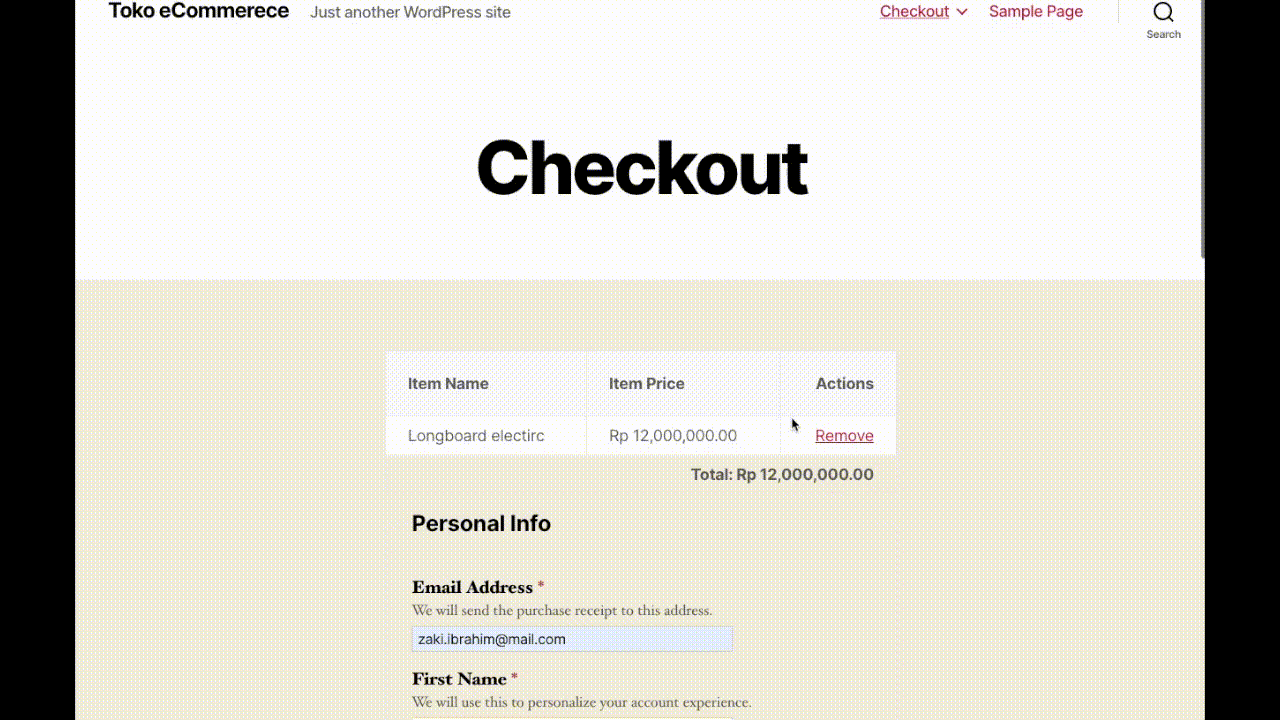 Toko eCommerece Just another WordPress site Checkout Sample Page
Search
Checkout
Item Name Item Price Actions
Longboard electirc Rp 12,000,000.00 Remove
Total: Rp 12,000,000.00
Personal Info
Email Address *
We will send the purchase receipt to this address.
zaki.ibrahim@mail.com
First Name *
We will use this to personalize your account experience.